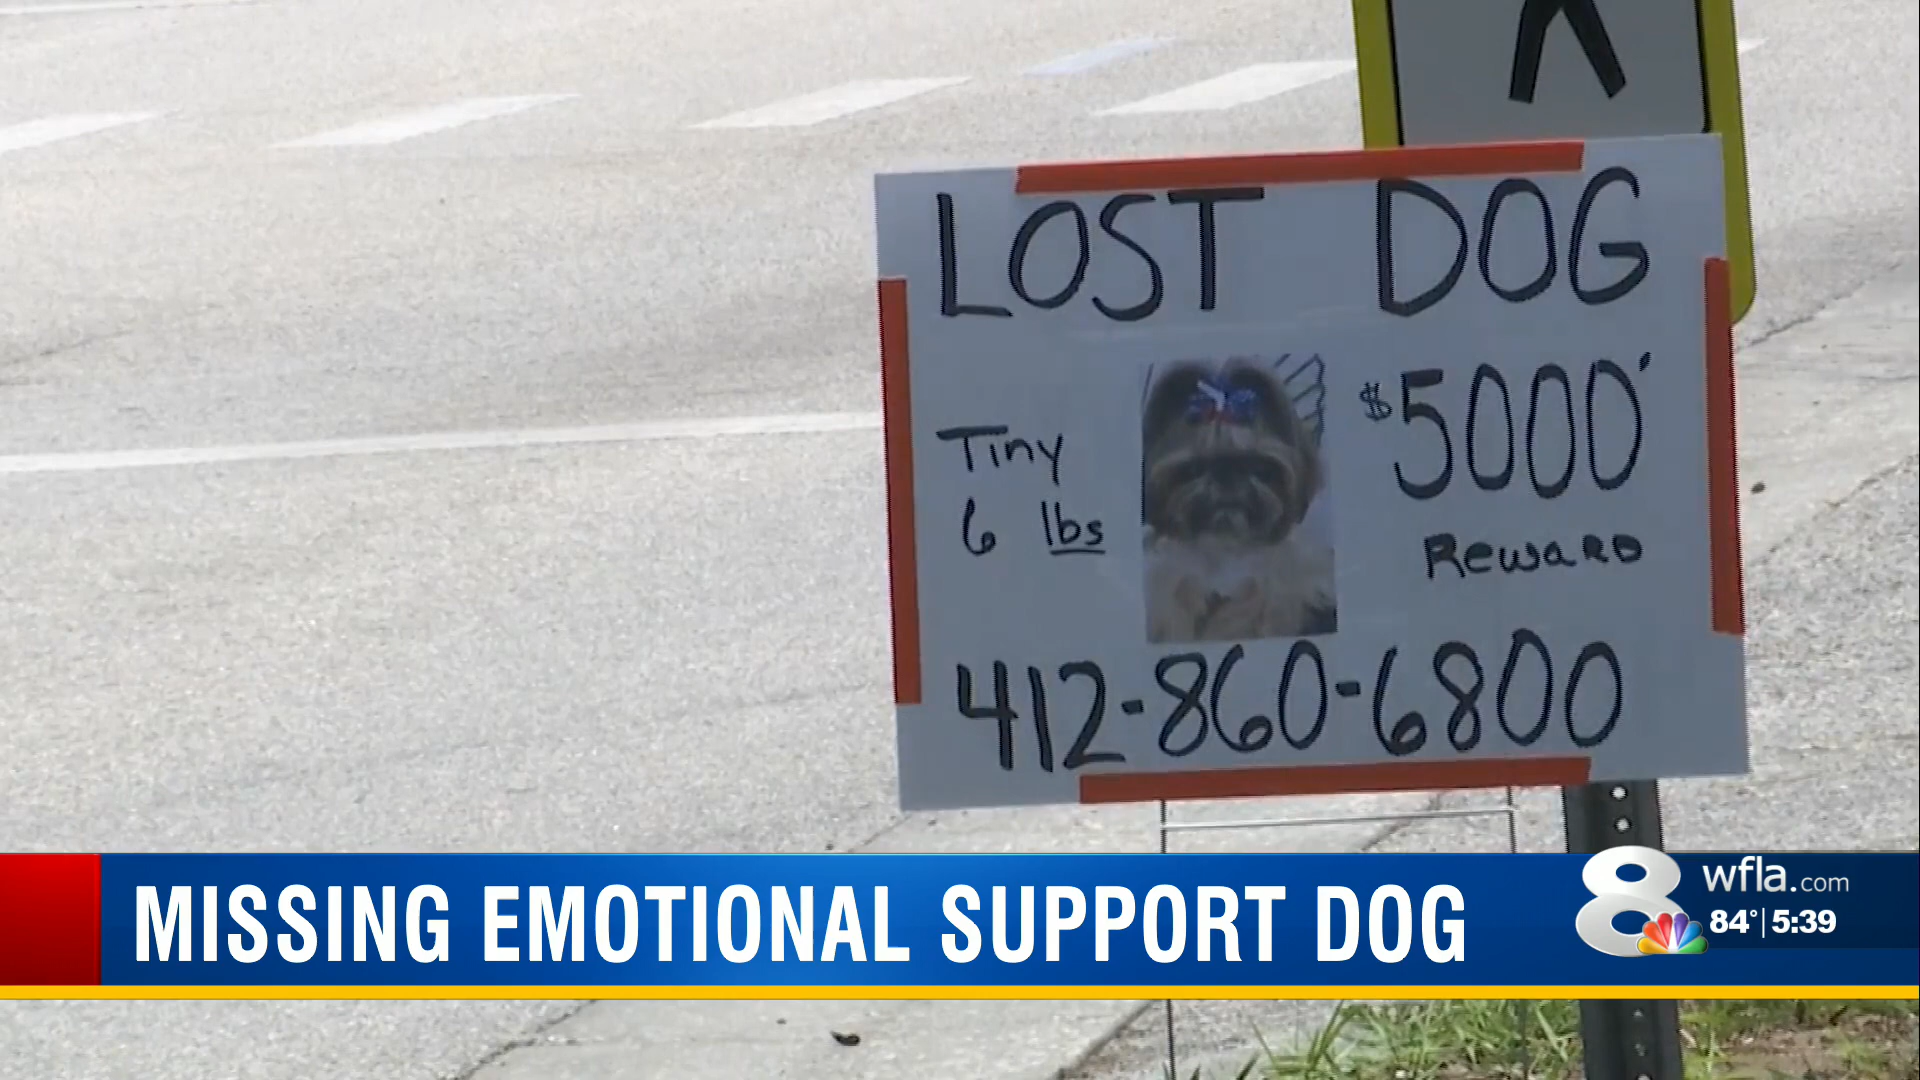 LOST DOG
Tiny
6 lbs
$5000
Reward
412-860-6800
MISSING EMOTIONAL SUPPORT DOG
8
wfla.com
84° | 5:39